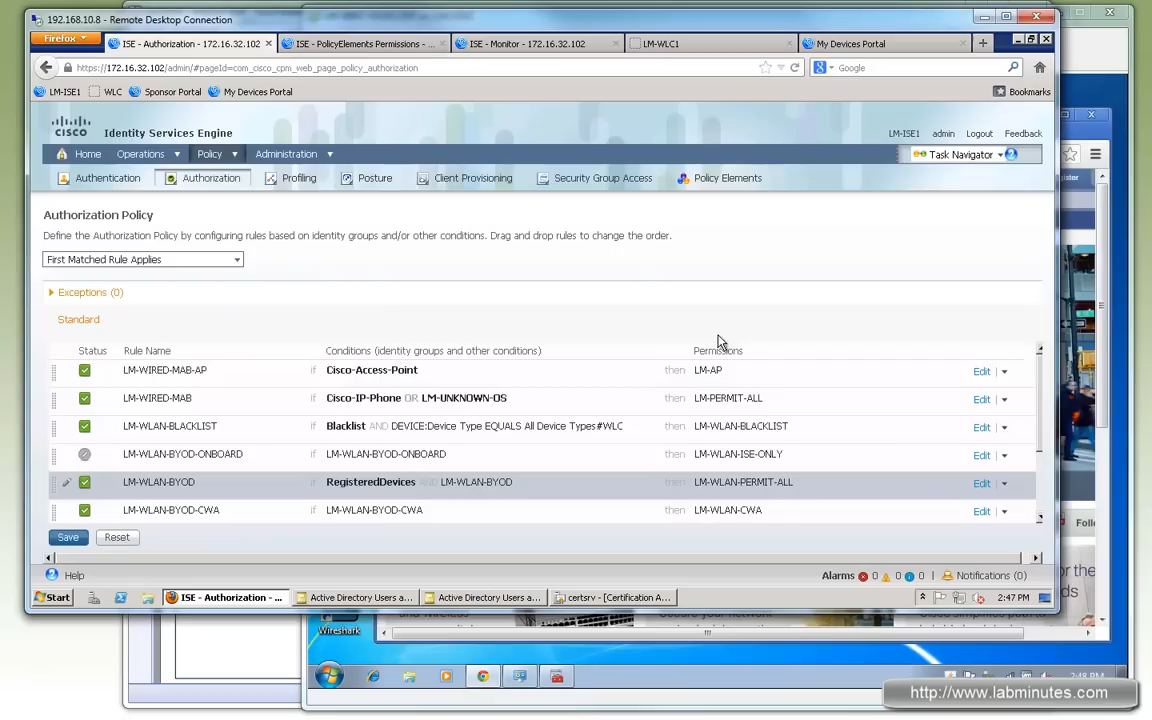 192.168.10.8 - Remote Desktop Connection
Firefox
ISE - Authorization - 172.16.32.102
ISE - PolicyElements Permissions - ...
ISE - Monitor - 172.16.32.102
LM-WLC1
My Devices Portal
https://172.16.32.102/admin/#pageId=com_cisco_cpm_web_page_policy_authorization
Google
LM-ISE1 WLC Sponsor Portal My Devices Portal
Bookmarks
CISCO Identity Services Engine
LM-ISE1 admin Logout Feedback
Home Operations Policy Administration
Task Navigator
Authentication Authorization Profiling Posture Client Provisioning Security Group Access Policy Elements
Authorization Policy
Define the Authorization Policy by configuring rules based on identity groups and/or other conditions. Drag and drop rules to change the order.
First Matched Rule Applies
Exceptions (0)
Standard
Status Rule Name Conditions (identity groups and other conditions) Permissions
LM-WIRED-MAB-AP if Cisco-Access-Point then LM-AP Edit
LM-WIRED-MAB if Cisco-IP-Phone OR LM-UNKNOWN-OS then LM-PERMIT-ALL Edit
LM-WLAN-BLACKLIST if Blacklist AND DEVICE:Device Type EQUALS All Device Types#WLC then LM-WLAN-BLACKLIST Edit
LM-WLAN-BYOD-ONBOARD if LM-WLAN-BYOD-ONBOARD then LM-WLAN-ISE-ONLY Edit
LM-WLAN-BYOD if RegisteredDevices AND LM-WLAN-BYOD then LM-WLAN-PERMIT-ALL Edit
LM-WLAN-BYOD-CWA if LM-WLAN-BYOD-CWA then LM-WLAN-CWA Edit
Save Reset
Help
Alarms 0 0 0 Notifications (0)
Start
ISE - Authorization - ...
Active Directory Users a...
Active Directory Users a...
certsrv - [Certification A...
2:47 PM
Wireshark
2:48 PM
http://www.labminutes.com